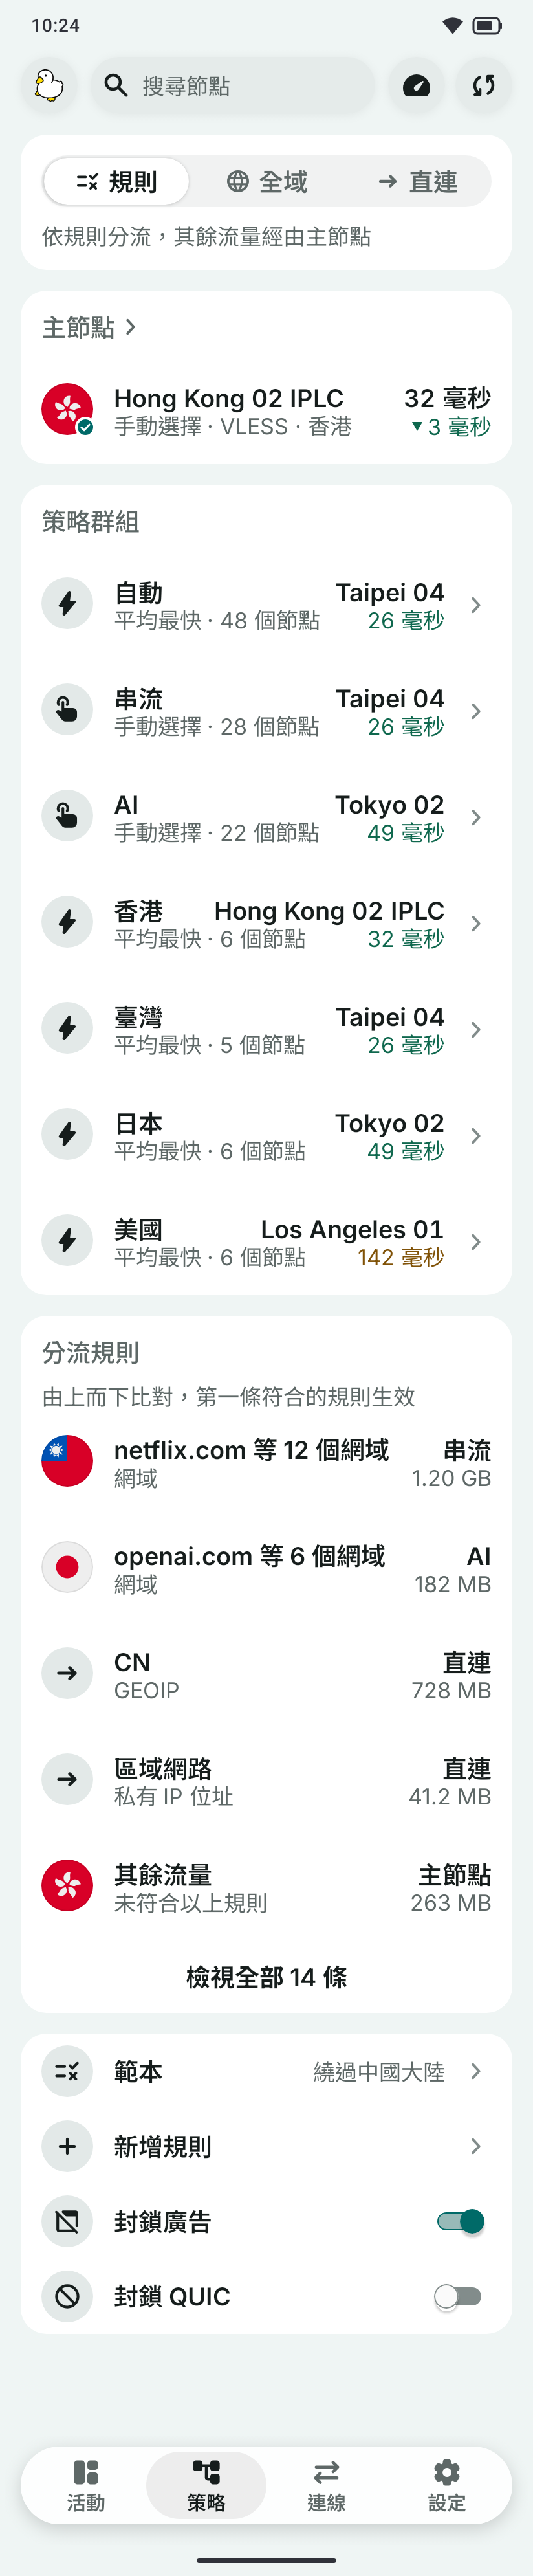 10:24
搜尋節點
規則
全域
直連
依規則分流，其餘流量經由主節點
主節點
Hong Kong 02 IPLC
32 毫秒
手動選擇 · VLESS · 香港
▼3 毫秒
策略群組
自動
Taipei 04
平均最快 · 48 個節點
26 毫秒
串流
Taipei 04
手動選擇 · 28 個節點
26 毫秒
AI
Tokyo 02
手動選擇 · 22 個節點
49 毫秒
香港
Hong Kong 02 IPLC
平均最快 · 6 個節點
32 毫秒
臺灣
Taipei 04
平均最快 · 5 個節點
26 毫秒
日本
Tokyo 02
平均最快 · 6 個節點
49 毫秒
美國
Los Angeles 01
平均最快 · 6 個節點
142 毫秒
分流規則
由上而下比對，第一條符合的規則生效
netflix.com 等 12 個網域
串流
網域
1.20 GB
openai.com 等 6 個網域
AI
網域
182 MB
CN
直連
GEOIP
728 MB
區域網路
直連
私有 IP 位址
41.2 MB
其餘流量
主節點
未符合以上規則
263 MB
檢視全部 14 條
範本
繞過中國大陸
新增規則
封鎖廣告
封鎖 QUIC
活動
策略
連線
設定